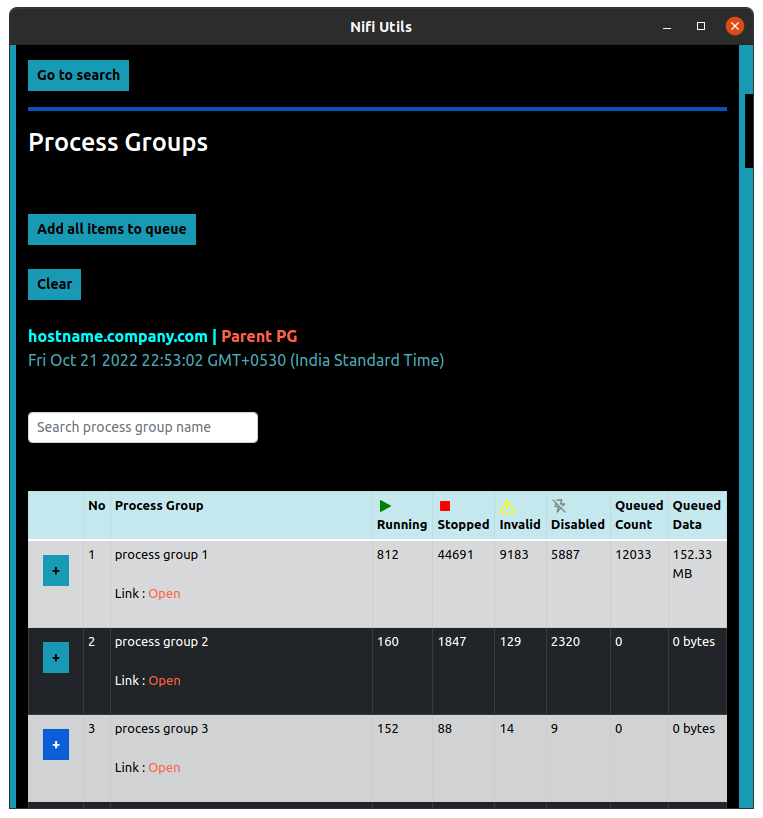 Nifi Utils
Go to search
Process Groups
Add all items to queue
Clear
hostname.company.com | Parent PG
Fri Oct 21 2022 22:53:02 GMT+0530 (India Standard Time)
Search process group name
No Process Group Running Stopped Invalid Disabled Queued Count Queued Data
+ 1 process group 1 812 44691 9183 5887 12033 152.33 MB
Link : Open
+ 2 process group 2 160 1847 129 2320 0 0 bytes
Link : Open
+ 3 process group 3 152 88 14 9 0 0 bytes
Link : Open